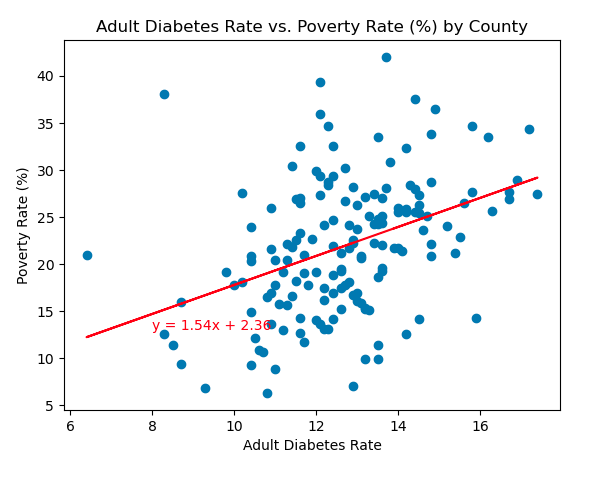 Adult Diabetes Rate vs. Poverty Rate (%) by County
Poverty Rate (%)
40
35
30
25
20
15
10
5
y = 1.54x + 2.36
6 8 10 12 14 16
Adult Diabetes Rate